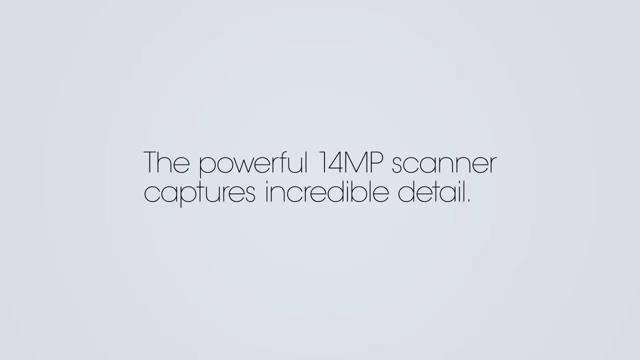 The powerful 14MP scanner
captures incredible detail.